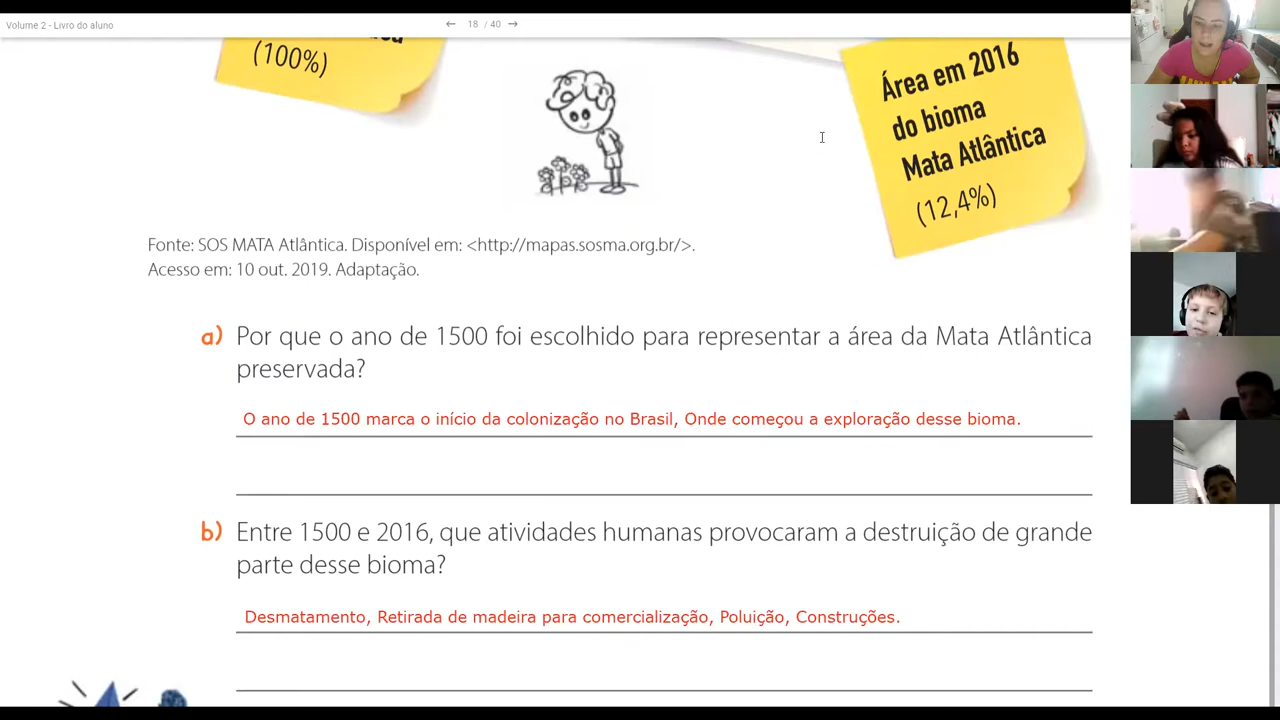 Volume 2 - Livro do aluno
← 18 / 40 →
(100%)
Área em 2016
do bioma
Mata Atlântica
(12,4%)
Fonte: SOS MATA Atlântica. Disponível em: <http://mapas.sosma.org.br/>.
Acesso em: 10 out. 2019. Adaptação.
a) Por que o ano de 1500 foi escolhido para representar a área da Mata Atlântica
preservada?
O ano de 1500 marca o início da colonização no Brasil, Onde começou a exploração desse bioma.
b) Entre 1500 e 2016, que atividades humanas provocaram a destruição de grande
parte desse bioma?
Desmatamento, Retirada de madeira para comercialização, Poluição, Construções.